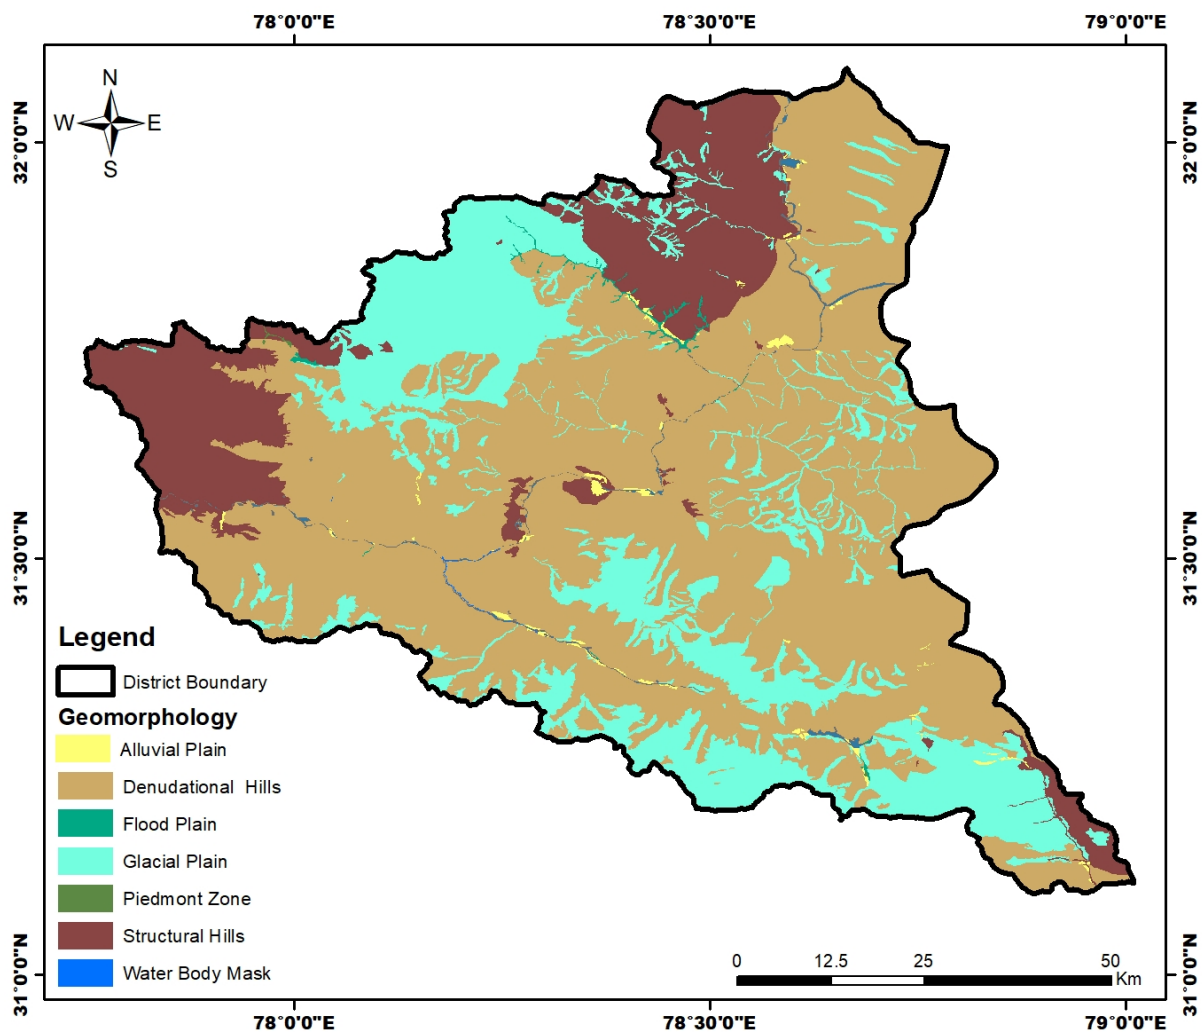 78°0'0"E 78°30'0"E 79°0'0"E
N
W E
S
32°0'0"N 32°0'0"N
31°30'0"N 31°30'0"N
31°0'0"N 31°0'0"N
Legend
District Boundary
Geomorphology
Alluvial Plain
Denudational Hills
Flood Plain
Glacial Plain
Piedmont Zone
Structural Hills
Water Body Mask
0 12.5 25 50
Km
78°0'0"E 78°30'0"E 79°0'0"E